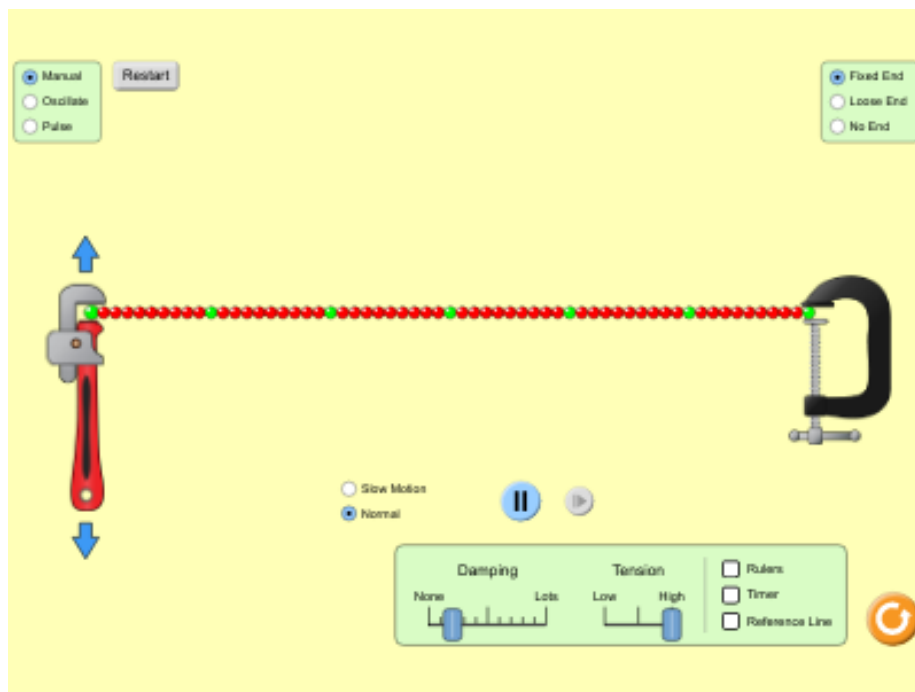 Manual
Restart
Oscillate
Pulse
Fixed End
Loose End
No End
Slow Motion
Normal
Damping
None
Lots
Tension
Low
High
Rulers
Timer
Reference Line